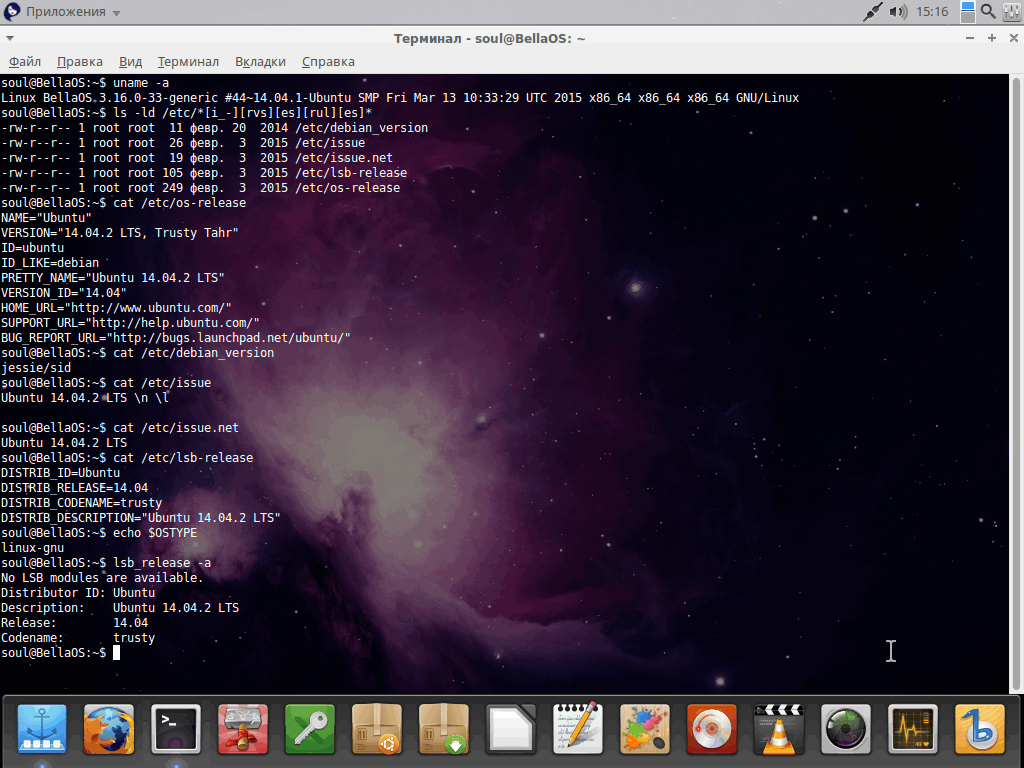 Приложения
15:16
Терминал - soul@BellaOS: ~
Файл Правка Вид Терминал Вкладки Справка
soul@BellaOS:~$ uname -a
Linux BellaOS 3.16.0-33-generic #44~14.04.1-Ubuntu SMP Fri Mar 13 10:33:29 UTC 2015 x86_64 x86_64 x86_64 GNU/Linux
soul@BellaOS:~$ ls -ld /etc/*[i_-][rvs][es][rul][es]*
-rw-r--r-- 1 root root  11 февр. 20  2014 /etc/debian_version
-rw-r--r-- 1 root root  26 февр.  3  2015 /etc/issue
-rw-r--r-- 1 root root  19 февр.  3  2015 /etc/issue.net
-rw-r--r-- 1 root root 105 февр.  3  2015 /etc/lsb-release
-rw-r--r-- 1 root root 249 февр.  3  2015 /etc/os-release
soul@BellaOS:~$ cat /etc/os-release
NAME="Ubuntu"
VERSION="14.04.2 LTS, Trusty Tahr"
ID=ubuntu
ID_LIKE=debian
PRETTY_NAME="Ubuntu 14.04.2 LTS"
VERSION_ID="14.04"
HOME_URL="http://www.ubuntu.com/"
SUPPORT_URL="http://help.ubuntu.com/"
BUG_REPORT_URL="http://bugs.launchpad.net/ubuntu/"
soul@BellaOS:~$ cat /etc/debian_version
jessie/sid
soul@BellaOS:~$ cat /etc/issue
Ubuntu 14.04.2 LTS \n \l
soul@BellaOS:~$ cat /etc/issue.net
Ubuntu 14.04.2 LTS
soul@BellaOS:~$ cat /etc/lsb-release
DISTRIB_ID=Ubuntu
DISTRIB_RELEASE=14.04
DISTRIB_CODENAME=trusty
DISTRIB_DESCRIPTION="Ubuntu 14.04.2 LTS"
soul@BellaOS:~$ echo $OSTYPE
linux-gnu
soul@BellaOS:~$ lsb_release -a
No LSB modules are available.
Distributor ID: Ubuntu
Description:    Ubuntu 14.04.2 LTS
Release:        14.04
Codename:       trusty
soul@BellaOS:~$